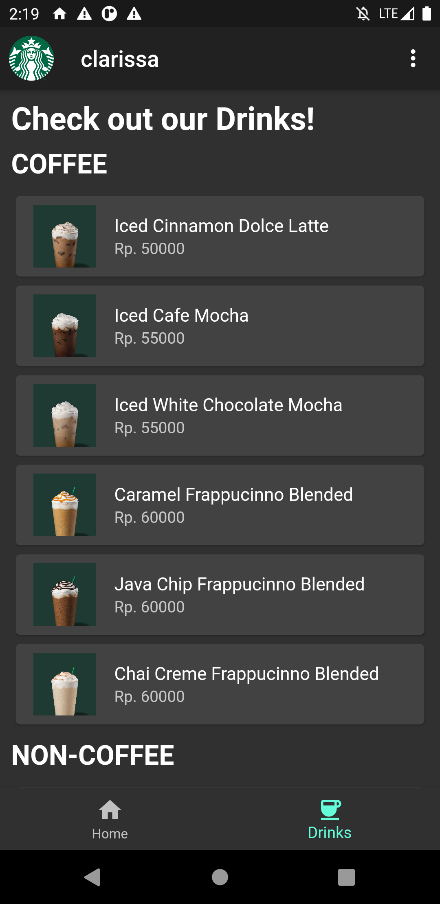 2:19
LTE
clarissa
Check out our Drinks!
COFFEE
Iced Cinnamon Dolce Latte
Rp. 50000
Iced Cafe Mocha
Rp. 55000
Iced White Chocolate Mocha
Rp. 55000
Caramel Frappucinno Blended
Rp. 60000
Java Chip Frappucinno Blended
Rp. 60000
Chai Creme Frappucinno Blended
Rp. 60000
NON-COFFEE
Home
Drinks